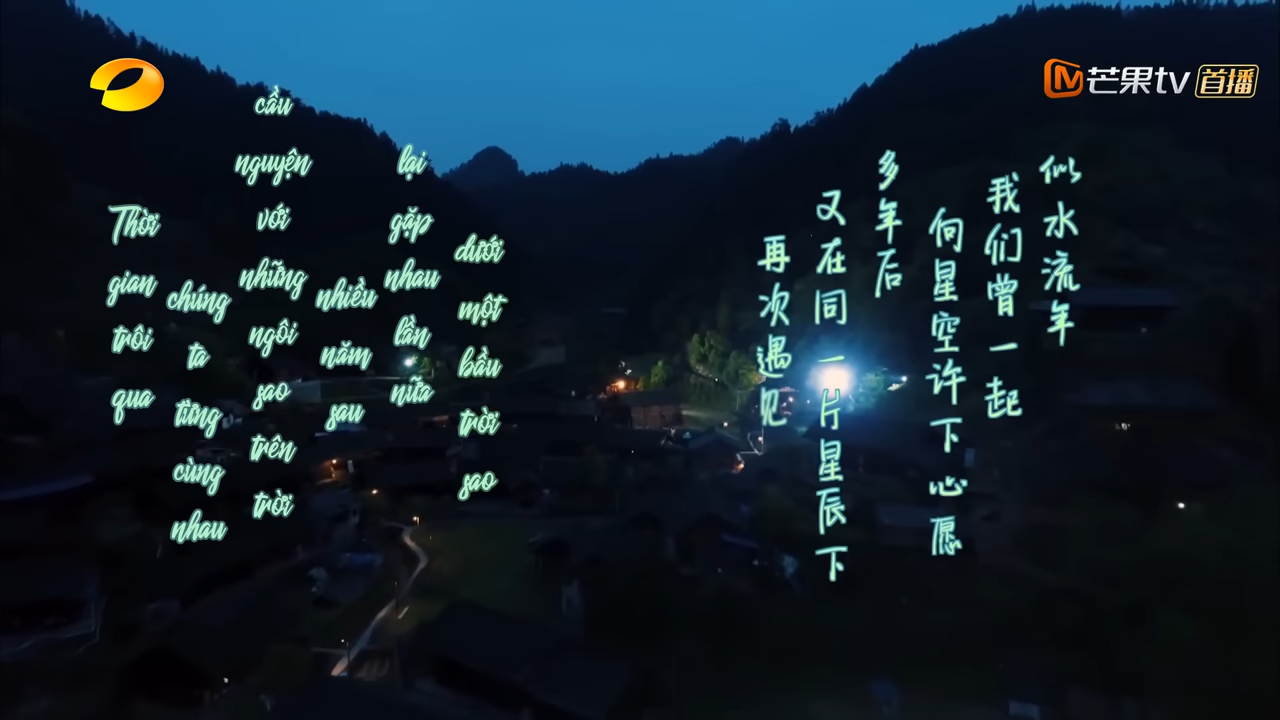 芒果tv 首播
Thời gian trôi qua
chúng ta từng cùng nhau
cầu nguyện với những ngôi sao trên trời
nhiều năm sau
lại gặp nhau lần nữa
dưới một bầu trời sao
似水流年
我们曾一起
向星空许下心愿
多年后
又在同一片星辰下
再次遇见